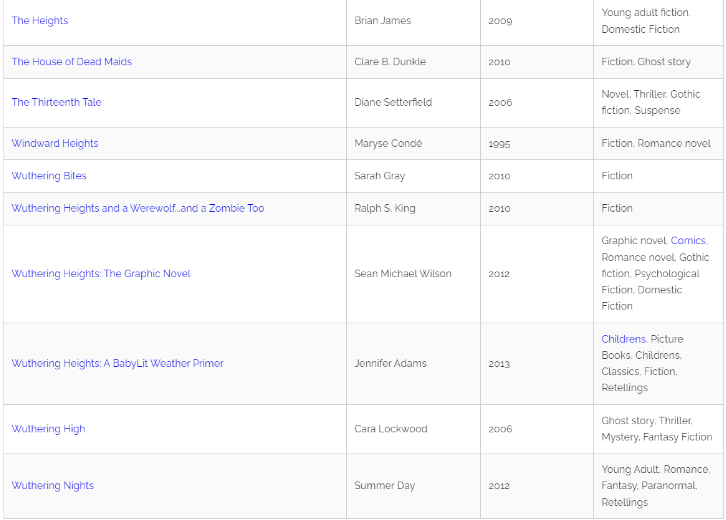 The Heights Brian James 2009 Young adult fiction,
Domestic Fiction
The House of Dead Maids Clare B. Dunkle 2010 Fiction, Ghost story
The Thirteenth Tale Diane Setterfield 2006 Novel, Thriller, Gothic
fiction, Suspense
Windward Heights Maryse Condé 1995 Fiction, Romance novel
Wuthering Bites Sarah Gray 2010 Fiction
Wuthering Heights and a Werewolf...and a Zombie Too Ralph S. King 2010 Fiction
Wuthering Heights: The Graphic Novel Sean Michael Wilson 2012 Graphic novel, Comics,
Romance novel, Gothic
fiction, Psychological
Fiction, Domestic
Fiction
Wuthering Heights: A BabyLit Weather Primer Jennifer Adams 2013 Childrens, Picture
Books, Childrens,
Classics, Fiction,
Retellings
Wuthering High Cara Lockwood 2006 Ghost story, Thriller,
Mystery, Fantasy Fiction
Wuthering Nights Summer Day 2012 Young Adult, Romance,
Fantasy, Paranormal,
Retellings